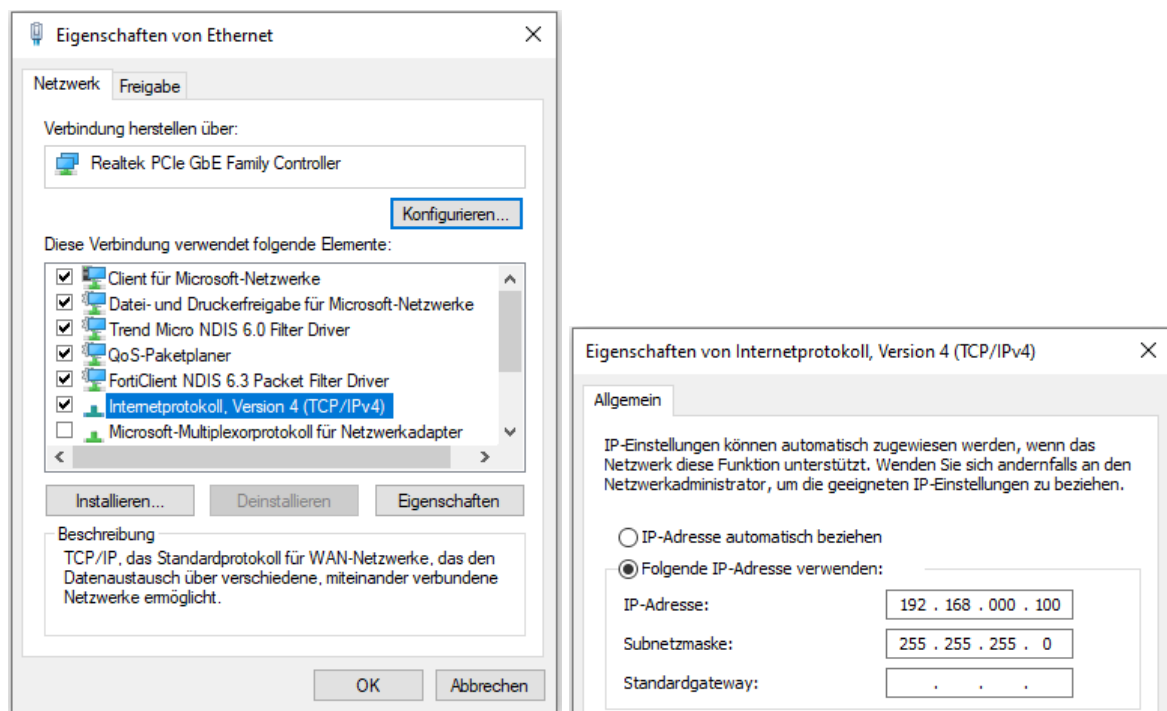 Eigenschaften von Ethernet
Netzwerk
Freigabe
Verbindung herstellen über:
Realtek PCIe GbE Family Controller
Konfigurieren...
Diese Verbindung verwendet folgende Elemente:
Client für Microsoft-Netzwerke
Datei- und Druckerfreigabe für Microsoft-Netzwerke
Trend Micro NDIS 6.0 Filter Driver
QoS-Paketplaner
FortiClient NDIS 6.3 Packet Filter Driver
Internetprotokoll, Version 4 (TCP/IPv4)
Microsoft-Multiplexorprotokoll für Netzwerkadapter
Installieren...
Deinstallieren
Eigenschaften
Beschreibung
TCP/IP, das Standardprotokoll für WAN-Netzwerke, das den
Datenaustausch über verschiedene, miteinander verbundene
Netzwerke ermöglicht.
OK
Abbrechen
Eigenschaften von Internetprotokoll, Version 4 (TCP/IPv4)
Allgemein
IP-Einstellungen können automatisch zugewiesen werden, wenn das
Netzwerk diese Funktion unterstützt. Wenden Sie sich andernfalls an den
Netzwerkadministrator, um die geeigneten IP-Einstellungen zu beziehen.
IP-Adresse automatisch beziehen
Folgende IP-Adresse verwenden:
IP-Adresse: 192 . 168 . 000 . 100
Subnetzmaske: 255 . 255 . 255 . 0
Standardgateway: . . .